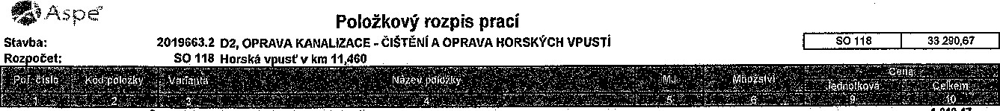 Aspe®
Položkový rozpis prací
Stavba: 2019663.2 D2, OPRAVA KANALIZACE - ČIŠTĚNÍ A OPRAVA HORSKÝCH VPUSTÍ SO 118 33 290,67
Rozpočet: SO 118 Horská vpusť v km 11,460
Poř. číslo Kód položky Varianta Název položky MJ Množství Cena
Jednotková Celkem
1 2 3 4 5 6 9 10